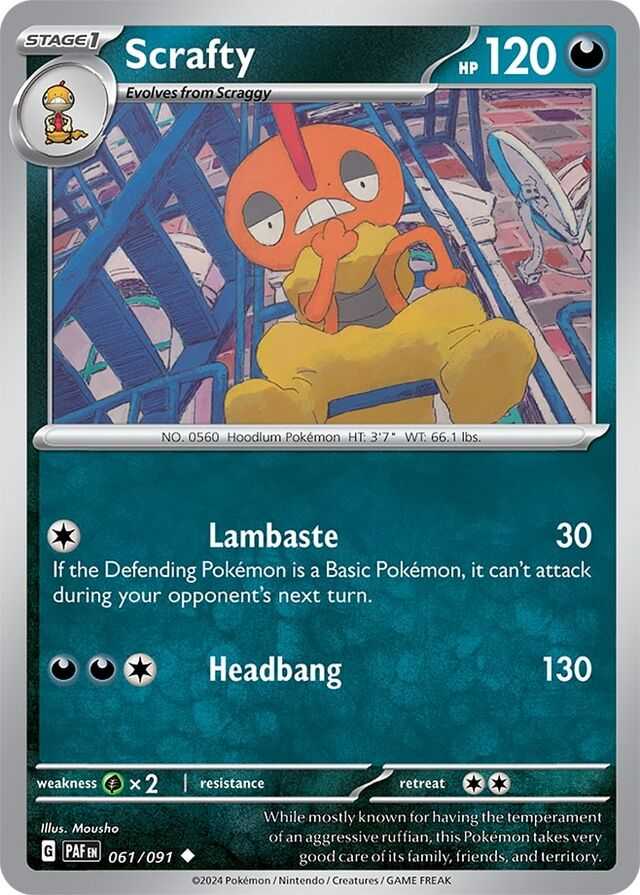 STAGE1
Scrafty
HP 120
Evolves from Scraggy
NO. 0560 Hoodlum Pokémon HT: 3'7" WT: 66.1 lbs.
Lambaste 30
If the Defending Pokémon is a Basic Pokémon, it can't attack
during your opponent's next turn.
Headbang 130
weakness ×2 resistance retreat
Illus. Mousho
G PAF EN 061/091
While mostly known for having the temperament
of an aggressive ruffian, this Pokémon takes very
good care of its family, friends, and territory.
©2024 Pokémon / Nintendo / Creatures / GAME FREAK